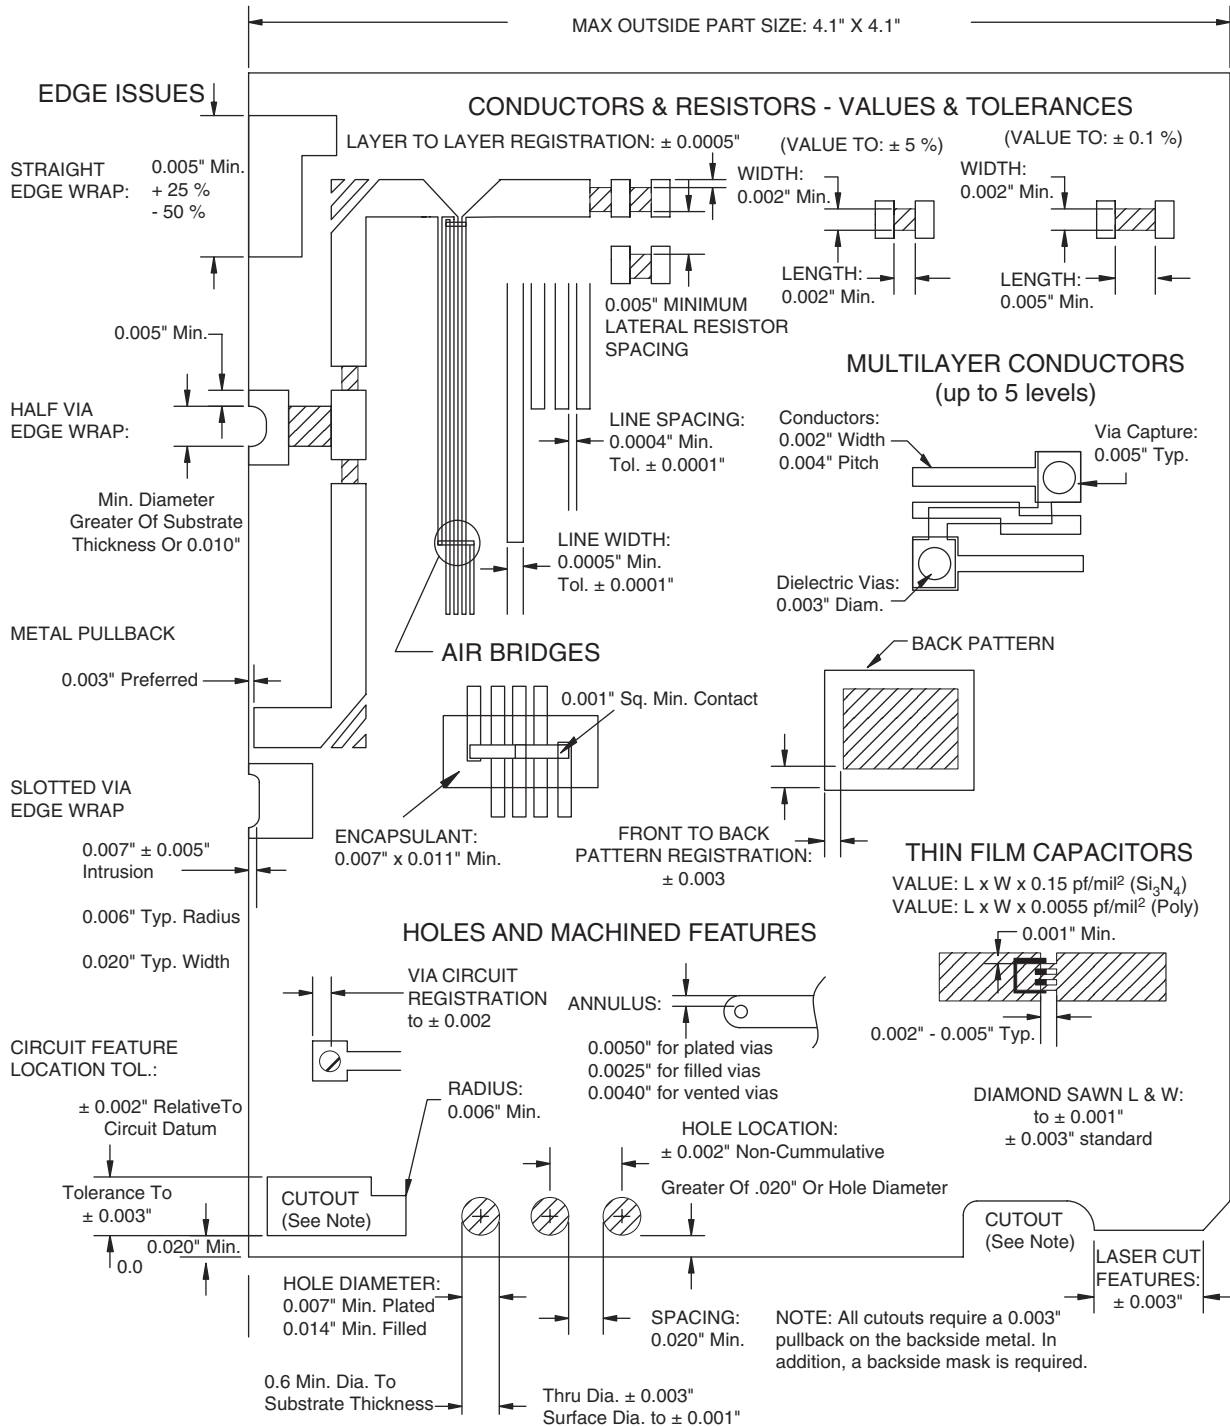 MAX OUTSIDE PART SIZE: 4.1" X 4.1"
EDGE ISSUES
STRAIGHT
EDGE WRAP:
0.005" Min.
+ 25 %
- 50 %
0.005" Min.
HALF VIA
EDGE WRAP:
Min. Diameter
Greater Of Substrate
Thickness Or 0.010"
METAL PULLBACK
0.003" Preferred
SLOTTED VIA
EDGE WRAP
0.007" ± 0.005"
Intrusion
0.006" Typ. Radius
0.020" Typ. Width
CIRCUIT FEATURE
LOCATION TOL.:
± 0.002" RelativeTo
Circuit Datum
Tolerance To
± 0.003"
0.020" Min.
0.0
CONDUCTORS & RESISTORS - VALUES & TOLERANCES
LAYER TO LAYER REGISTRATION: ± 0.0005"
(VALUE TO: ± 5 %)
WIDTH:
0.002" Min.
LENGTH:
0.002" Min.
(VALUE TO: ± 0.1 %)
WIDTH:
0.002" Min.
LENGTH:
0.005" Min.
0.005" MINIMUM
LATERAL RESISTOR
SPACING
LINE SPACING:
0.0004" Min.
Tol. ± 0.0001"
LINE WIDTH:
0.0005" Min.
Tol. ± 0.0001"
MULTILAYER CONDUCTORS
(up to 5 levels)
Conductors:
0.002" Width
0.004" Pitch
Via Capture:
0.005" Typ.
Dielectric Vias:
0.003" Diam.
AIR BRIDGES
0.001" Sq. Min. Contact
ENCAPSULANT:
0.007" x 0.011" Min.
BACK PATTERN
FRONT TO BACK
PATTERN REGISTRATION:
± 0.003
THIN FILM CAPACITORS
VALUE: L x W x 0.15 pf/mil² (Si₃N₄)
VALUE: L x W x 0.0055 pf/mil² (Poly)
0.001" Min.
0.002" - 0.005" Typ.
HOLES AND MACHINED FEATURES
VIA CIRCUIT
REGISTRATION
to ± 0.002
ANNULUS:
0.0050" for plated vias
0.0025" for filled vias
0.0040" for vented vias
RADIUS:
0.006" Min.
HOLE LOCATION:
± 0.002" Non-Cummulative
Greater Of .020" Or Hole Diameter
DIAMOND SAWN L & W:
to ± 0.001"
± 0.003" standard
CUTOUT
(See Note)
CUTOUT
(See Note)
LASER CUT
FEATURES:
± 0.003"
HOLE DIAMETER:
0.007" Min. Plated
0.014" Min. Filled
SPACING:
0.020" Min.
NOTE: All cutouts require a 0.003"
pullback on the backside metal. In
addition, a backside mask is required.
0.6 Min. Dia. To
Substrate Thickness
Thru Dia. ± 0.003"
Surface Dia. to ± 0.001"